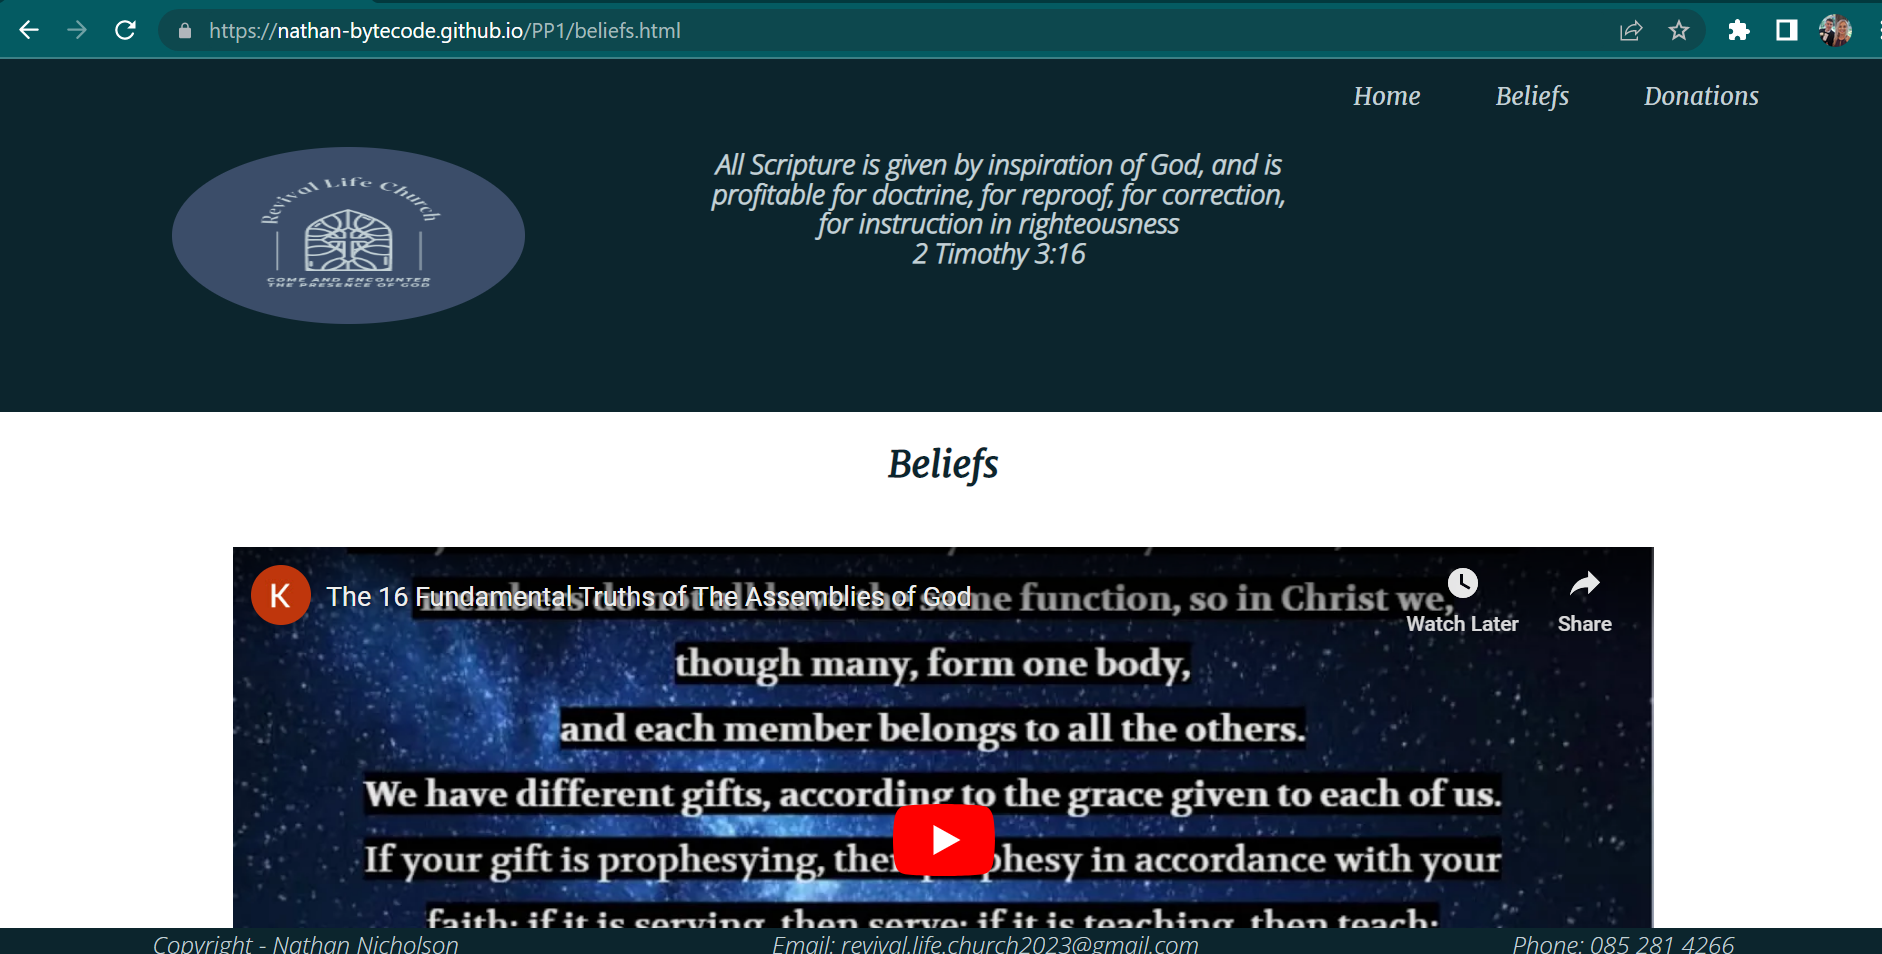 https://nathan-bytecode.github.io/PP1/beliefs.html
Home Beliefs Donations
Revival Life Church
COME AND ENCOUNTER
THE PRESENCE OF GOD
All Scripture is given by inspiration of God, and is
profitable for doctrine, for reproof, for correction,
for instruction in righteousness
2 Timothy 3:16
Beliefs
K The 16 Fundamental Truths of The Assemblies of God
Watch Later Share
same function, so in Christ we,
though many, form one body,
and each member belongs to all the others.
We have different gifts, according to the grace given to each of us.
If your gift is prophesying, then prophesy in accordance with your
faith; if it is serving, then serve; if it is teaching, then teach;
Copyright - Nathan Nicholson Email: revival.life.church2023@gmail.com Phone: 085 281 4266